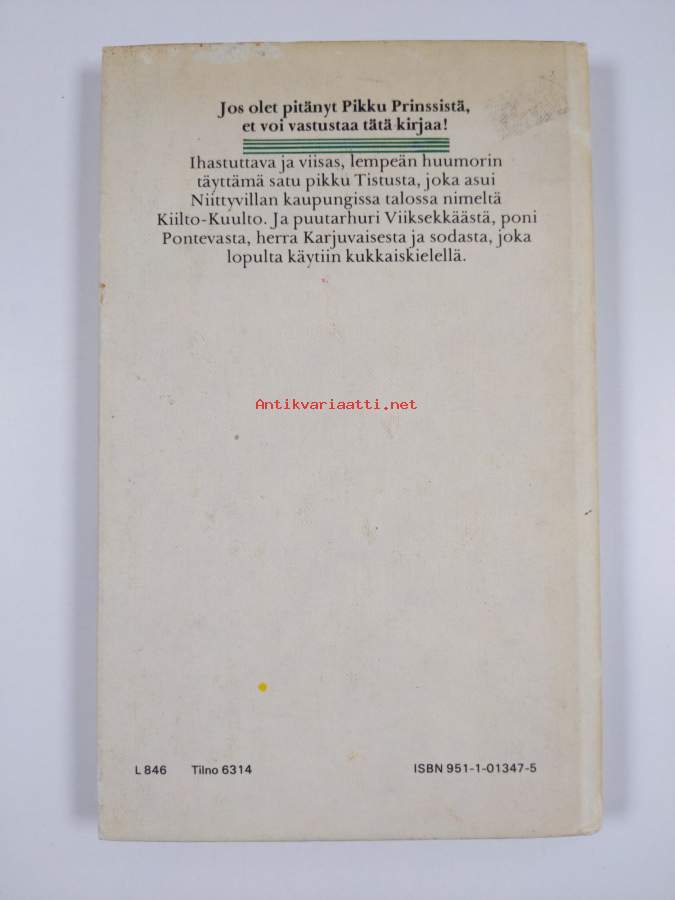 Jos olet pitänyt Pikku Prinssistä,
et voi vastustaa tätä kirjaa!
Ihastuttava ja viisas, lempeän huumorin
täyttämä satu pikku Tistusta, joka asui
Niittyvillan kaupungissa talossa nimeltä
Kiilto-Kuulto. Ja puutarhuri Viiksekkäästä, poni
Pontevasta, herra Karjuvaisesta ja sodasta, joka
lopulta käytiin kukkaiskielellä.
Antikvariaatti.net
L 846 Tilno 6314 ISBN 951-1-01347-5